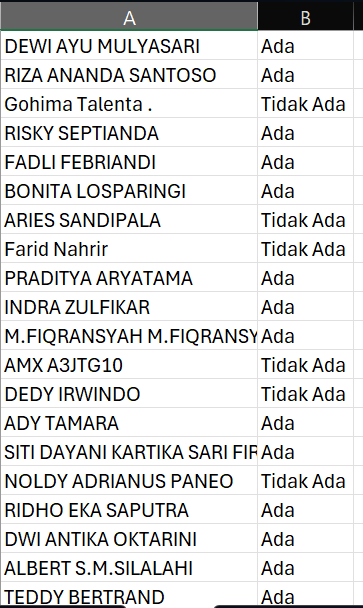 A B
DEWI AYU MULYASARI Ada
RIZA ANANDA SANTOSO Ada
Gohima Talenta . Tidak Ada
RISKY SEPTIANDA Ada
FADLI FEBRIANDI Ada
BONITA LOSPARINGI Ada
ARIES SANDIPALA Tidak Ada
Farid Nahrir Tidak Ada
PRADITYA ARYATAMA Ada
INDRA ZULFIKAR Ada
M.FIQRANSYAH M.FIQRANSY Ada
AMX A3JTG10 Tidak Ada
DEDY IRWINDO Tidak Ada
ADY TAMARA Ada
SITI DAYANI KARTIKA SARI FIR Ada
NOLDY ADRIANUS PANEO Tidak Ada
RIDHO EKA SAPUTRA Ada
DWI ANTIKA OKTARINI Ada
ALBERT S.M.SILALAHI Ada
TEDDY BERTRAND Ada